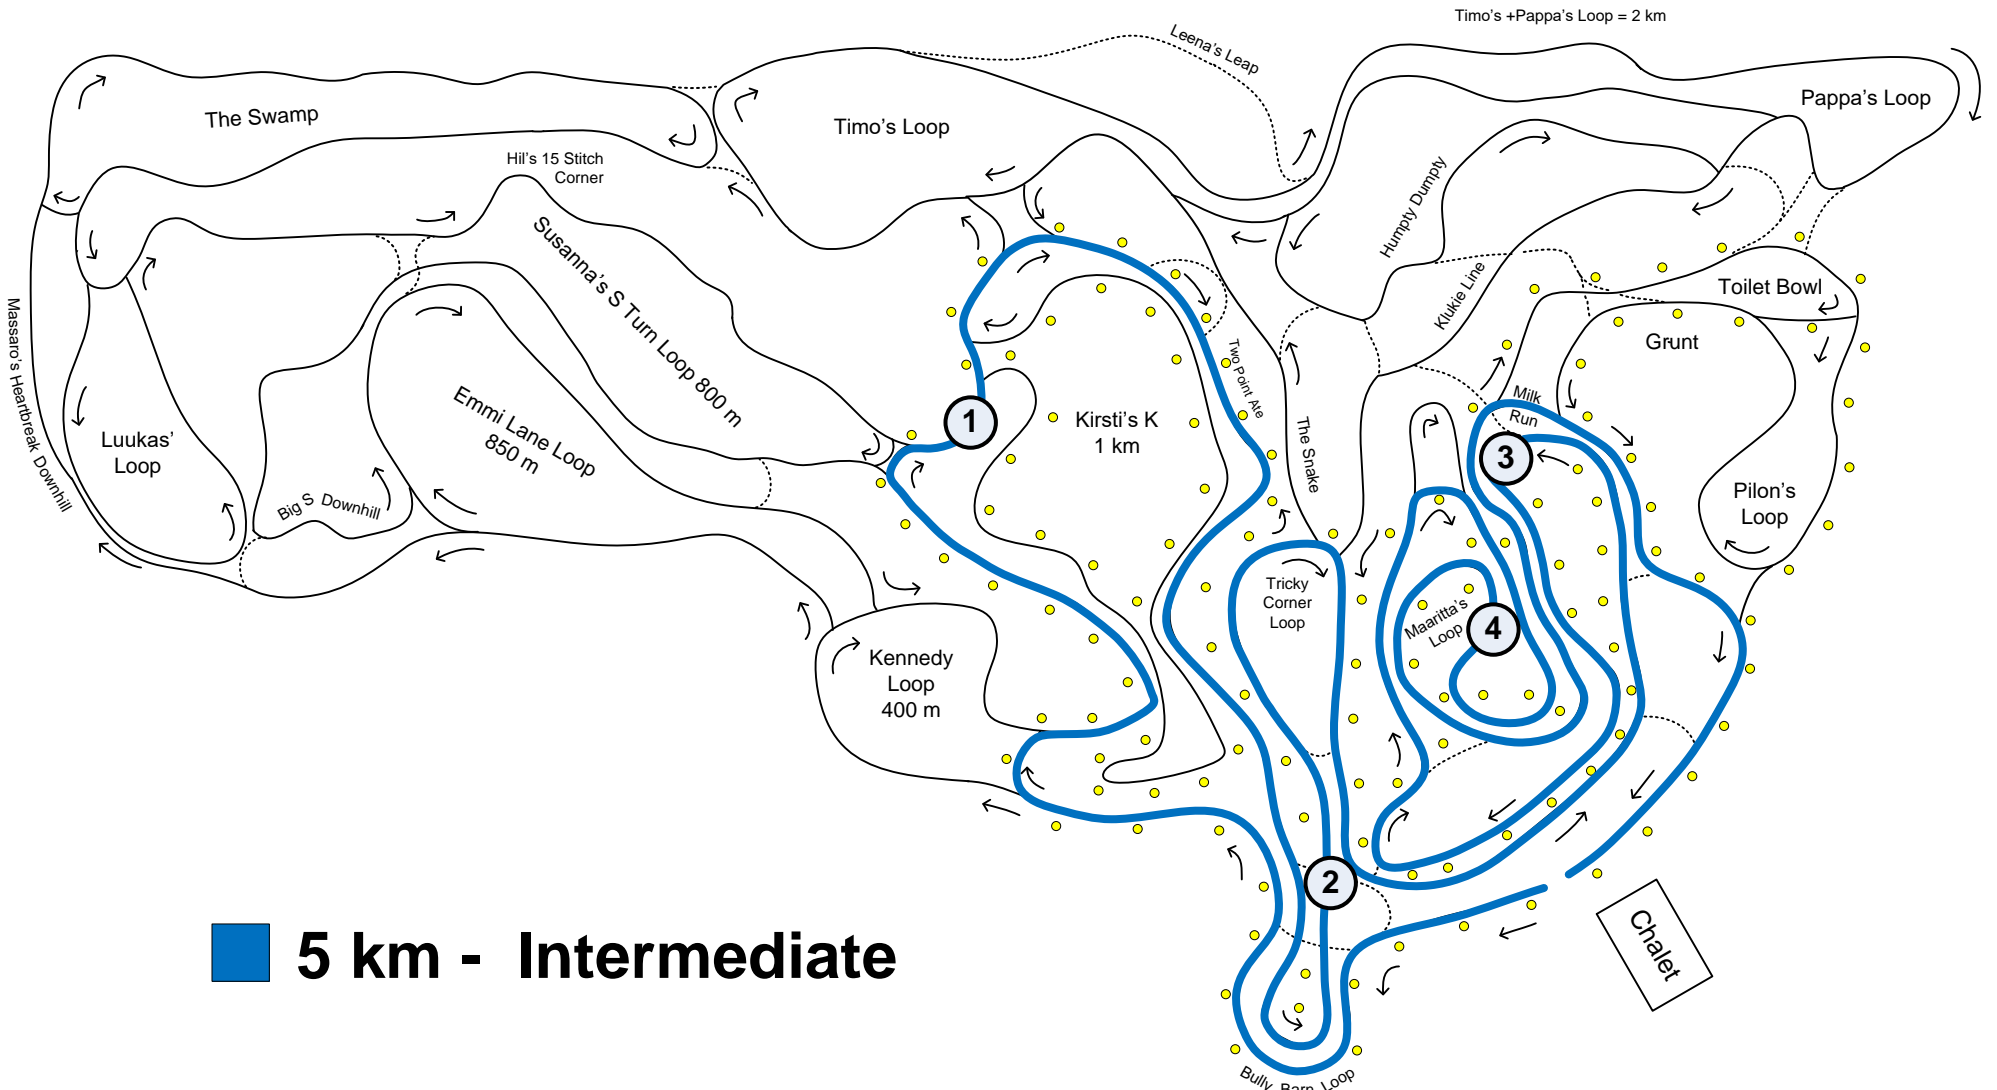 Timo's +Pappa's Loop = 2 km
Leena's Leap
Pappa's Loop
The Swamp
Timo's Loop
Hil's 15 Stitch
Corner
Humpty Dumpty
Susanna's S Turn Loop 800 m
Klukie Line
Toilet Bowl
Grunt
Massaro's Heartbreak Downhill
Two Point Ate
Emmi Lane Loop
850 m
Milk
Run
1
Kirsti's K
1 km
The Snake
3
Luukas'
Loop
Big S Downhill
Pilon's
Loop
Tricky
Corner
Loop
Maaritta's
Loop
4
Kennedy
Loop
400 m
2
5 km - Intermediate
Chalet
Bully Barn Loop